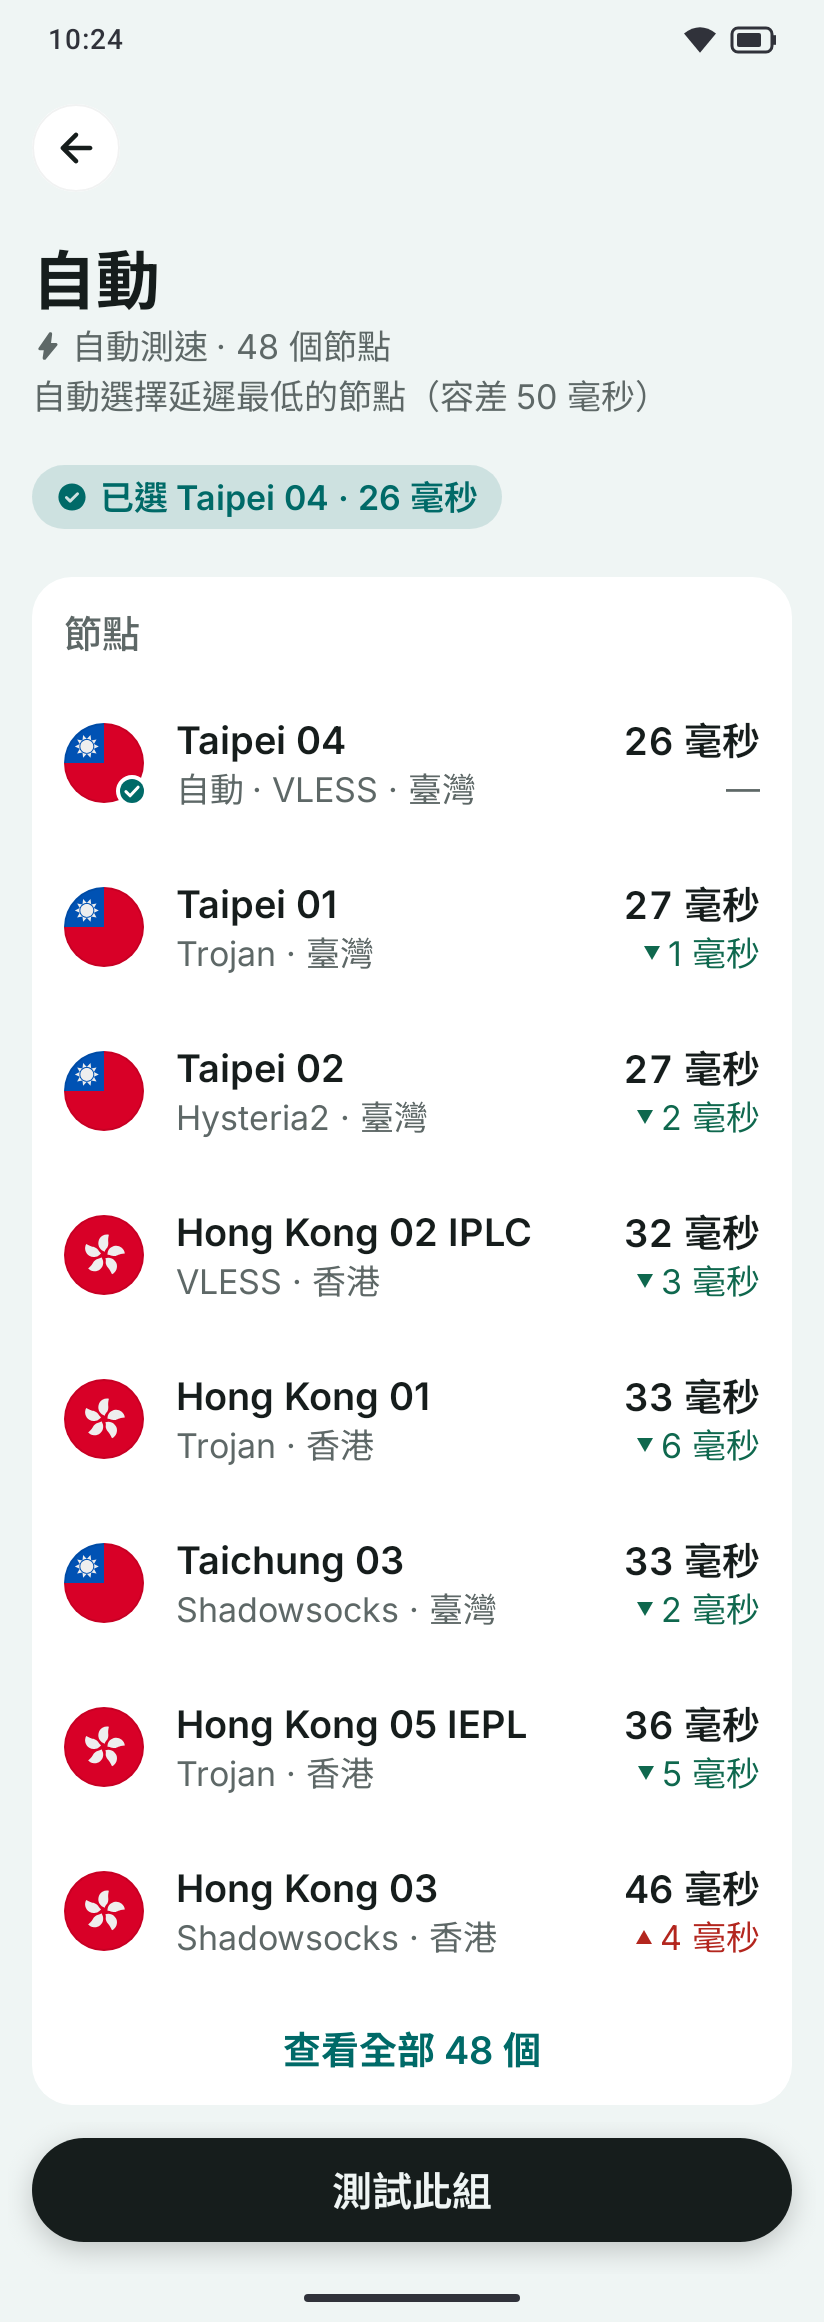 10:24
自動
自動測速 · 48 個節點
自動選擇延遲最低的節點（容差 50 毫秒）
已選 Taipei 04 · 26 毫秒
節點
Taipei 04
26 毫秒
自動 · VLESS · 臺灣
—
Taipei 01
27 毫秒
Trojan · 臺灣
▼1 毫秒
Taipei 02
27 毫秒
Hysteria2 · 臺灣
▼2 毫秒
Hong Kong 02 IPLC
32 毫秒
VLESS · 香港
▼3 毫秒
Hong Kong 01
33 毫秒
Trojan · 香港
▼6 毫秒
Taichung 03
33 毫秒
Shadowsocks · 臺灣
▼2 毫秒
Hong Kong 05 IEPL
36 毫秒
Trojan · 香港
▼5 毫秒
Hong Kong 03
46 毫秒
Shadowsocks · 香港
▲4 毫秒
查看全部 48 個
測試此組